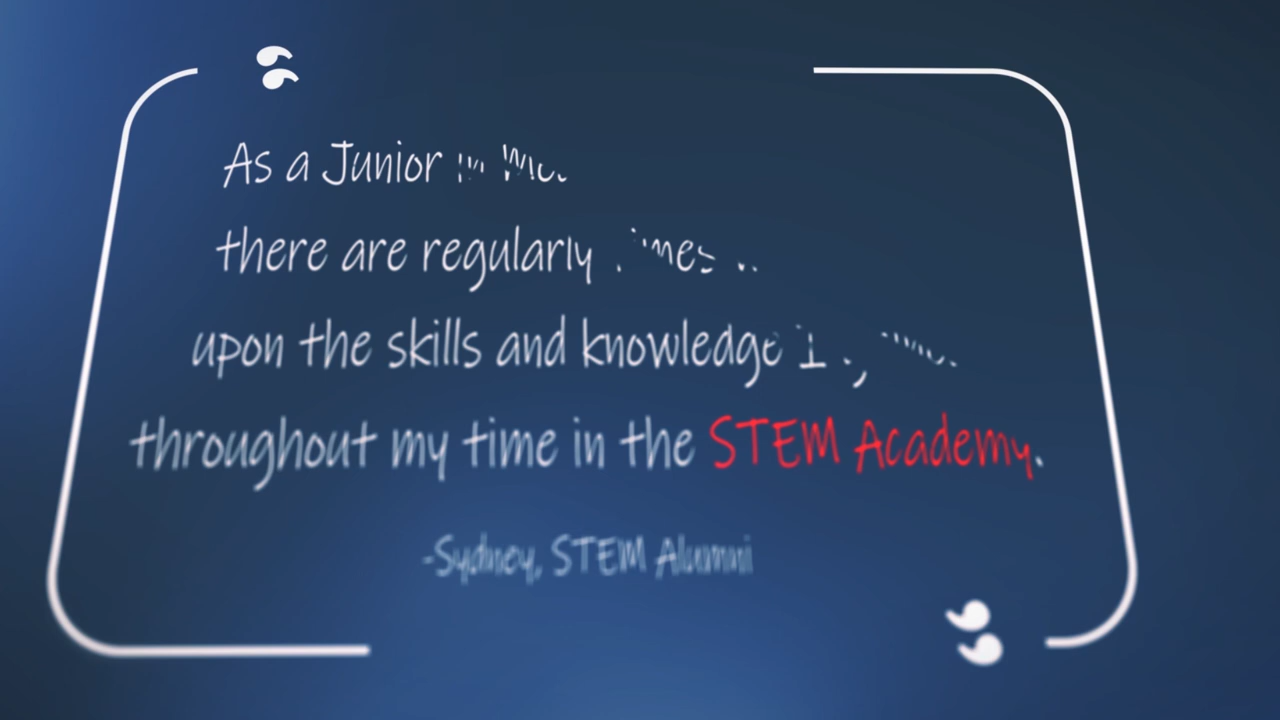 As a Junior in
there are regularly times
upon the skills and knowledge I
throughout my time in the STEM Academy.
-Sydney, STEM Alumni